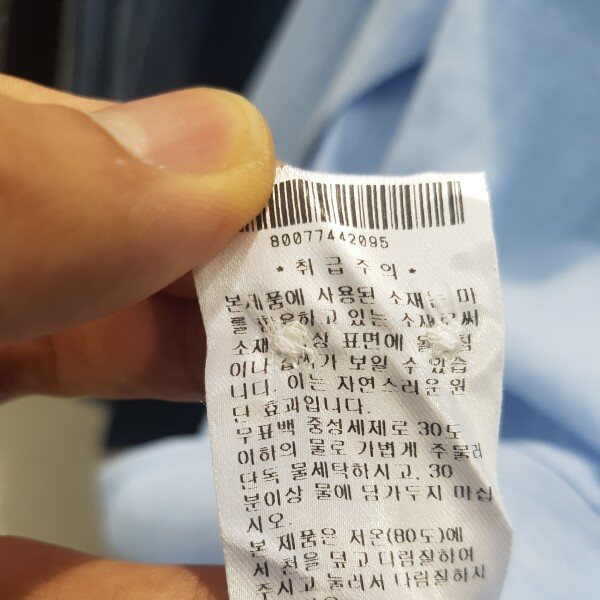 80077442095
* 취급주의 *
본제품에 사용된 소재는 마
를 하고 있는 소재로써
소재 상 표면에
이나 가 보일 수 있습
니다. 이는 자연스러운 원
단 효과입니다.
무표백 중성세제로 30도
이하의 물로 가볍게 주물러
단독 물세탁하시고, 30
분이상 물에 담가두지 마십
시오.
본 제품은 저온(80도)에
서 천을 덮고 다림질하여
주시고 눌러서 다림질하시